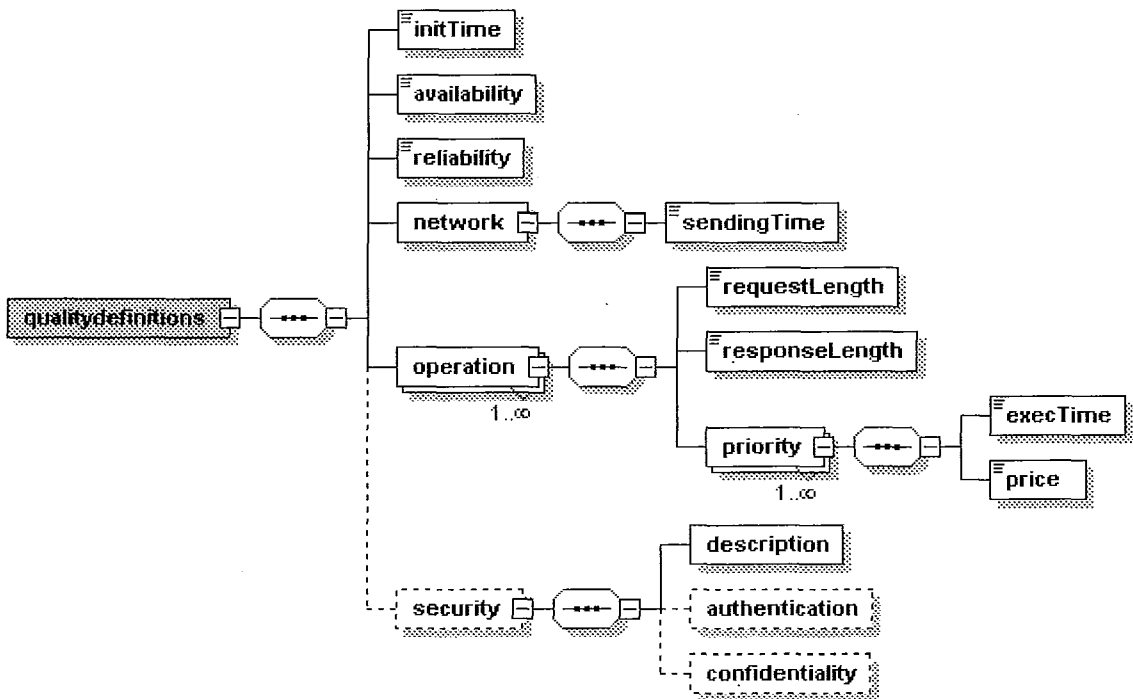 initTime
availability
reliability
network
sendingTime
qualitydefinitions
requestLength
operation
responseLength
1..∞
priority
execTime
price
1..∞
description
security
authentication
confidentiality